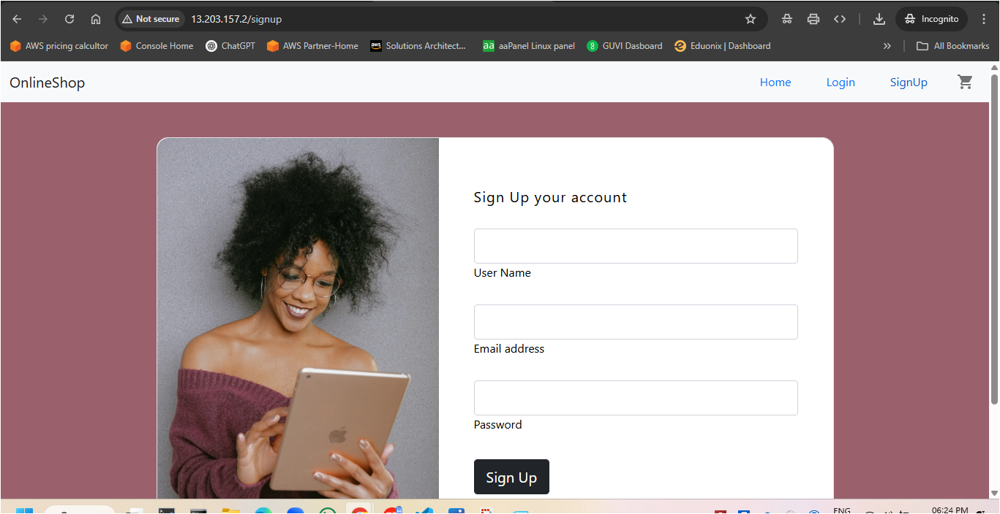 Not secure 13.203.157.2/signup Incognito
AWS pricing calcultor Console Home ChatGPT AWS Partner-Home aws Solutions Architect... aa aaPanel Linux panel GUVI Dasboard Eduonix | Dashboard » All Bookmarks
OnlineShop Home Login SignUp
Sign Up your account
User Name
Email address
Password
Sign Up
ENG 06:24 PM